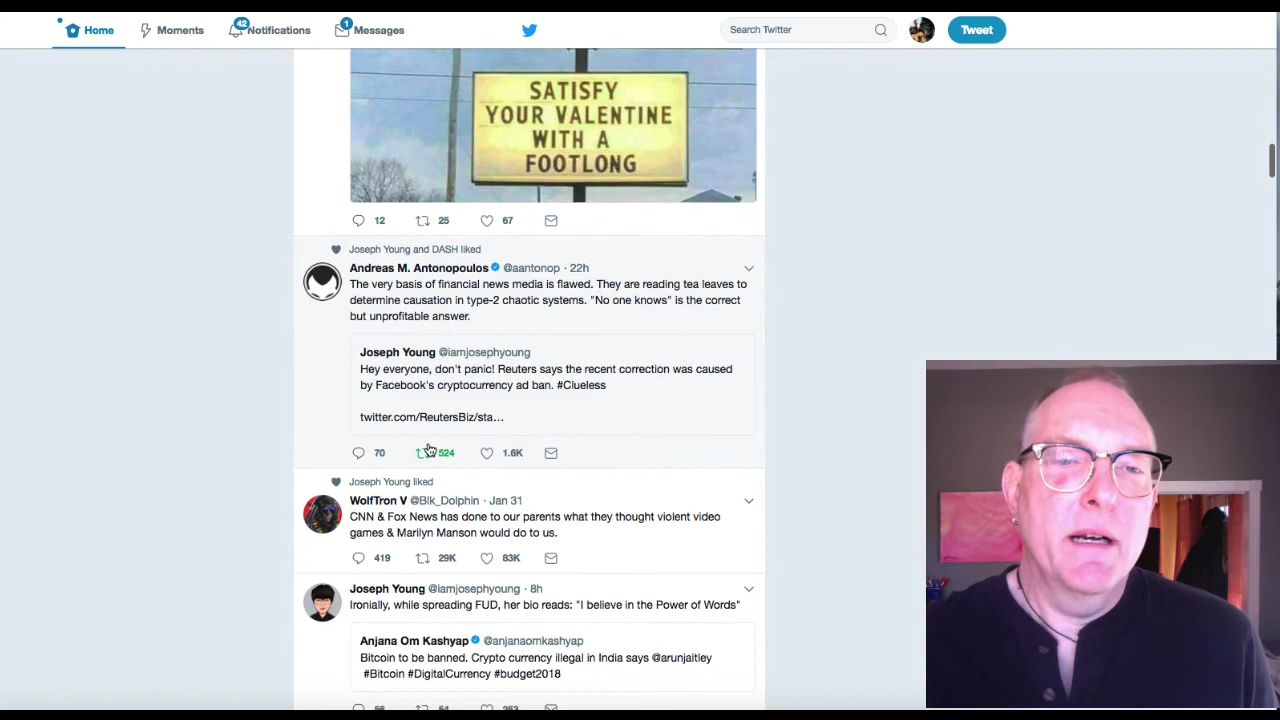 Home
Moments
42
Notifications
1
Messages
Search Twitter
Tweet
SATISFY
YOUR VALENTINE
WITH A
FOOTLONG
12
25
67
Joseph Young and DASH liked
Andreas M. Antonopoulos @aantonop · 22h
The very basis of financial news media is flawed. They are reading tea leaves to
determine causation in type-2 chaotic systems. "No one knows" is the correct
but unprofitable answer.
Joseph Young @iamjosephyoung
Hey everyone, don't panic! Reuters says the recent correction was caused
by Facebook's cryptocurrency ad ban. #Clueless
twitter.com/ReutersBiz/sta…
70
524
1.6K
Joseph Young liked
WolfTron V @Blk_Dolphin · Jan 31
CNN & Fox News has done to our parents what they thought violent video
games & Marilyn Manson would do to us.
419
29K
83K
Joseph Young @iamjosephyoung · 8h
Ironially, while spreading FUD, her bio reads: "I believe in the Power of Words"
Anjana Om Kashyap @anjanaomkashyap
Bitcoin to be banned. Crypto currency illegal in India says @arunjaitley
#Bitcoin #DigitalCurrency #budget2018